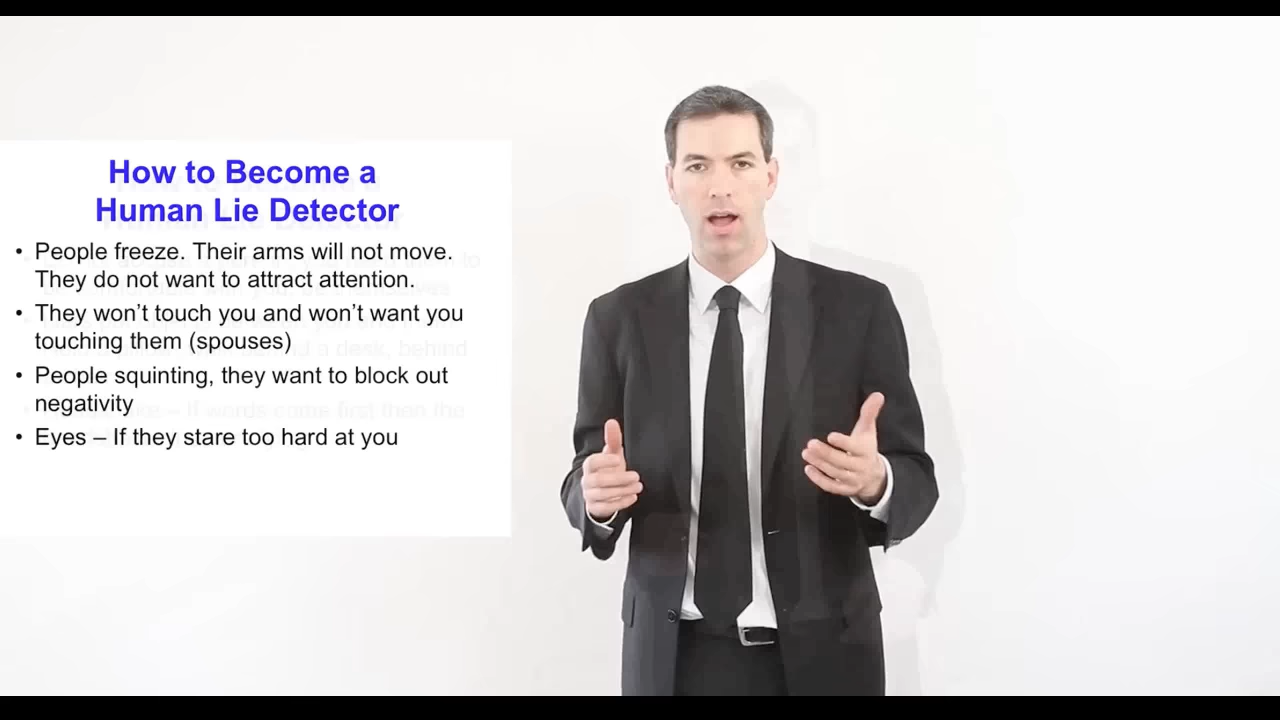 How to Become a
Human Lie Detector
• People freeze. Their arms will not move.
They do not want to attract attention.
• They won’t touch you and won’t want you
touching them (spouses)
• People squinting, they want to block out
negativity
• Eyes – If they stare too hard at you